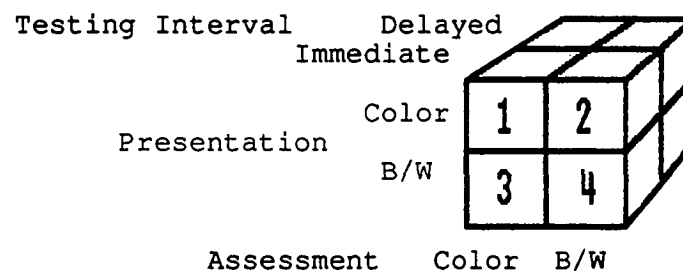 Testing Interval Delayed
Immediate
Color 1 2
Presentation
B/W 3 4
Assessment Color B/W